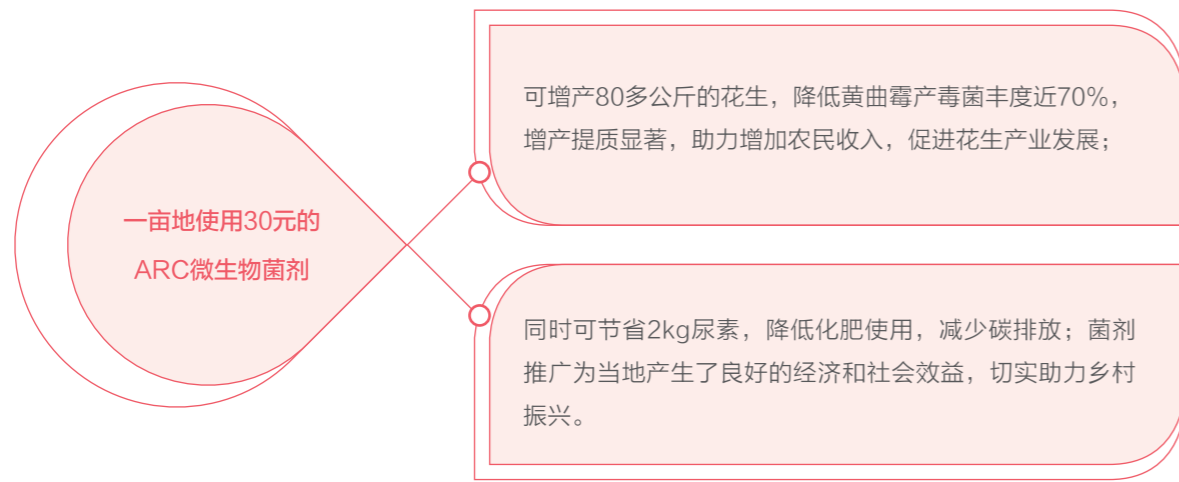 一亩地使用30元的
ARC微生物菌剂
可增产80多公斤的花生，降低黄曲霉产毒菌丰度近70%，
增产提质显著，助力增加农民收入，促进花生产业发展；
同时可节省2kg尿素，降低化肥使用，减少碳排放；菌剂
推广为当地产生了良好的经济和社会效益，切实助力乡村
振兴。